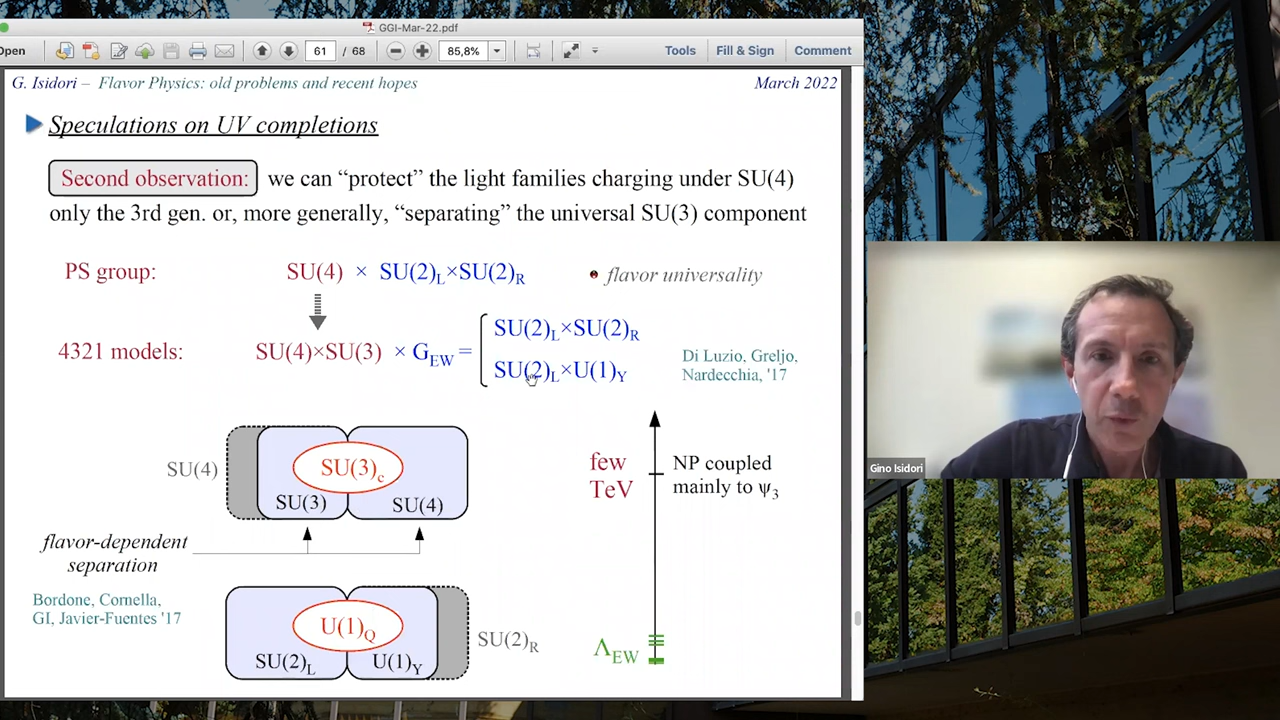 GGI-Mar-22.pdf
Open
61 / 68
85,8%
Tools
Fill & Sign
Comment
G. Isidori – Flavor Physics: old problems and recent hopes
March 2022
Speculations on UV completions
Second observation: we can “protect” the light families charging under SU(4)
only the 3rd gen. or, more generally, “separating” the universal SU(3) component
PS group: SU(4) × SU(2)L×SU(2)R
• flavor universality
4321 models: SU(4)×SU(3) × GEW =
SU(2)L×SU(2)R
SU(2)L×U(1)Y
Di Luzio, Greljo,
Nardecchia, '17
SU(4)
SU(3)c
SU(3)
SU(4)
few
TeV
NP coupled
mainly to ψ3
flavor-dependent
separation
Bordone, Cornella,
GI, Javier-Fuentes '17
U(1)Q
SU(2)L
U(1)Y
SU(2)R
ΛEW
Gino Isidori